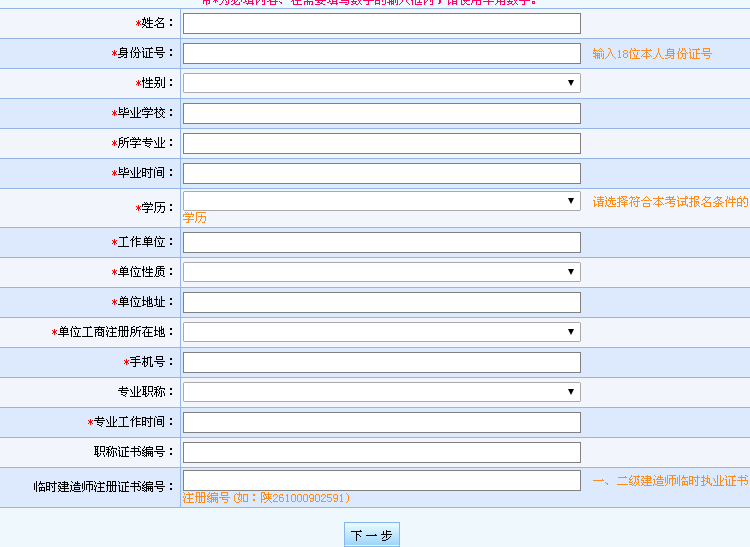 带*为必填内容、在需要填写数字的输入框内，请使用半角数字。
*姓名：
*身份证号： 输入18位本人身份证号
*性别：
*毕业学校：
*所学专业：
*毕业时间：
*学历： 请选择符合本考试报名条件的
学历
*工作单位：
*单位性质：
*单位地址：
*单位工商注册所在地：
*手机号：
专业职称：
*专业工作时间：
职称证书编号：
临时建造师注册证书编号： 一、二级建造师临时执业证书
注册编号(如：陕261000902591)
下一步